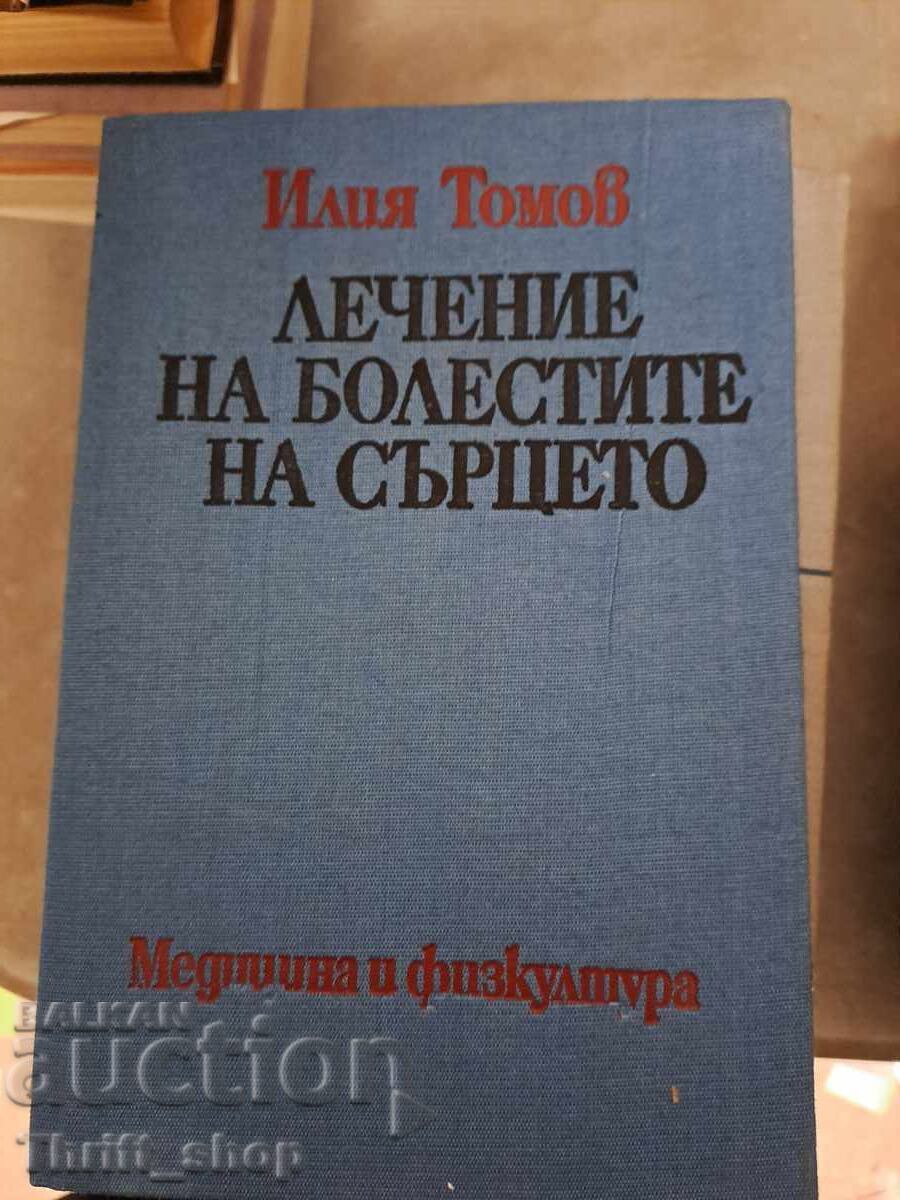 Илия Томов
ЛЕЧЕНИЕ
НА БОЛЕСТИТЕ
НА СЪРЦЕТО
Медицина и физкултура
BALKAN
auction
Thrift_shop